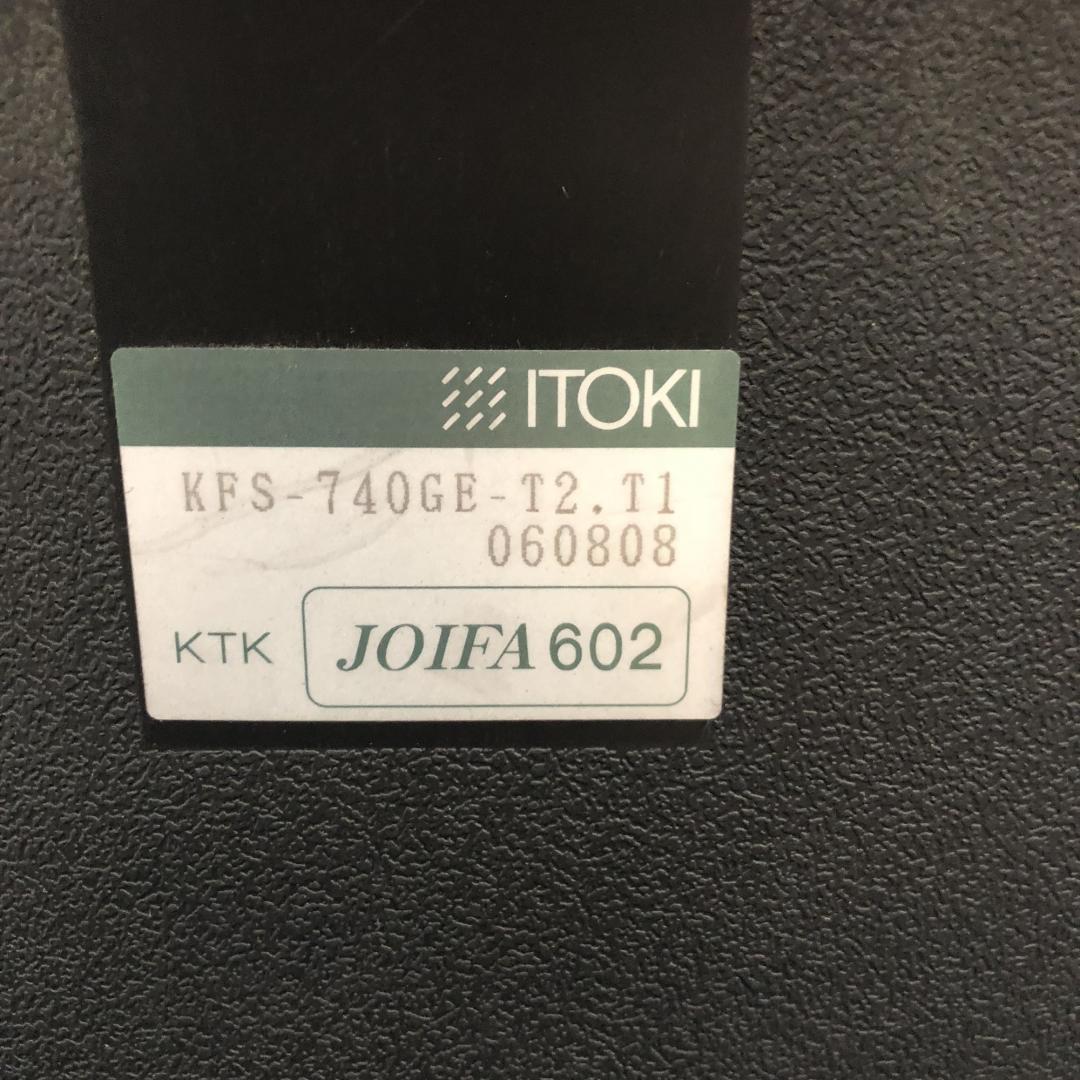 ITOKI
KFS-740GE-T2.T1
060808
KTK JOIFA 602